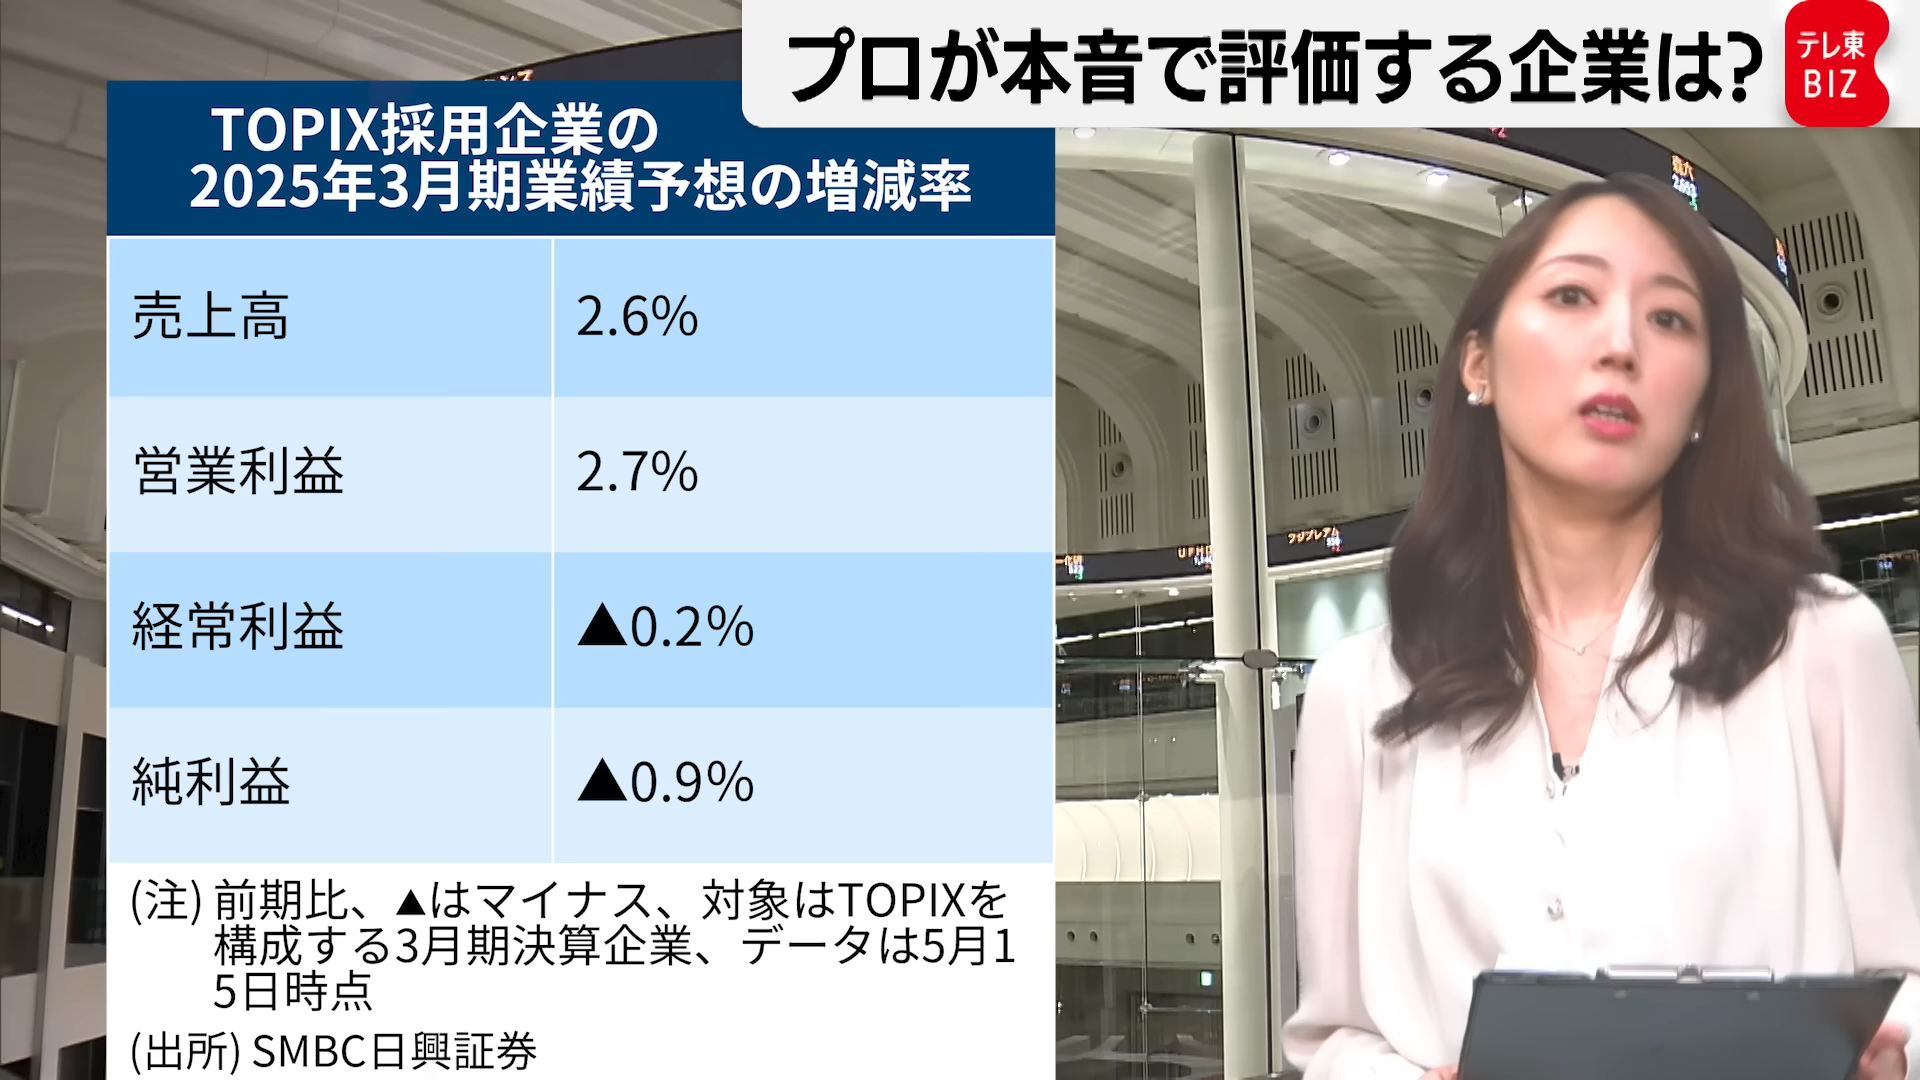 プロが本音で評価する企業は?
テレ東
BIZ
TOPIX採用企業の
2025年3月期業績予想の増減率
売上高 2.6%
営業利益 2.7%
経常利益 ▲0.2%
純利益 ▲0.9%
(注) 前期比、▲はマイナス、対象はTOPIXを
構成する3月期決算企業、データは5月1
5日時点
(出所) SMBC日興証券
フジプレアム